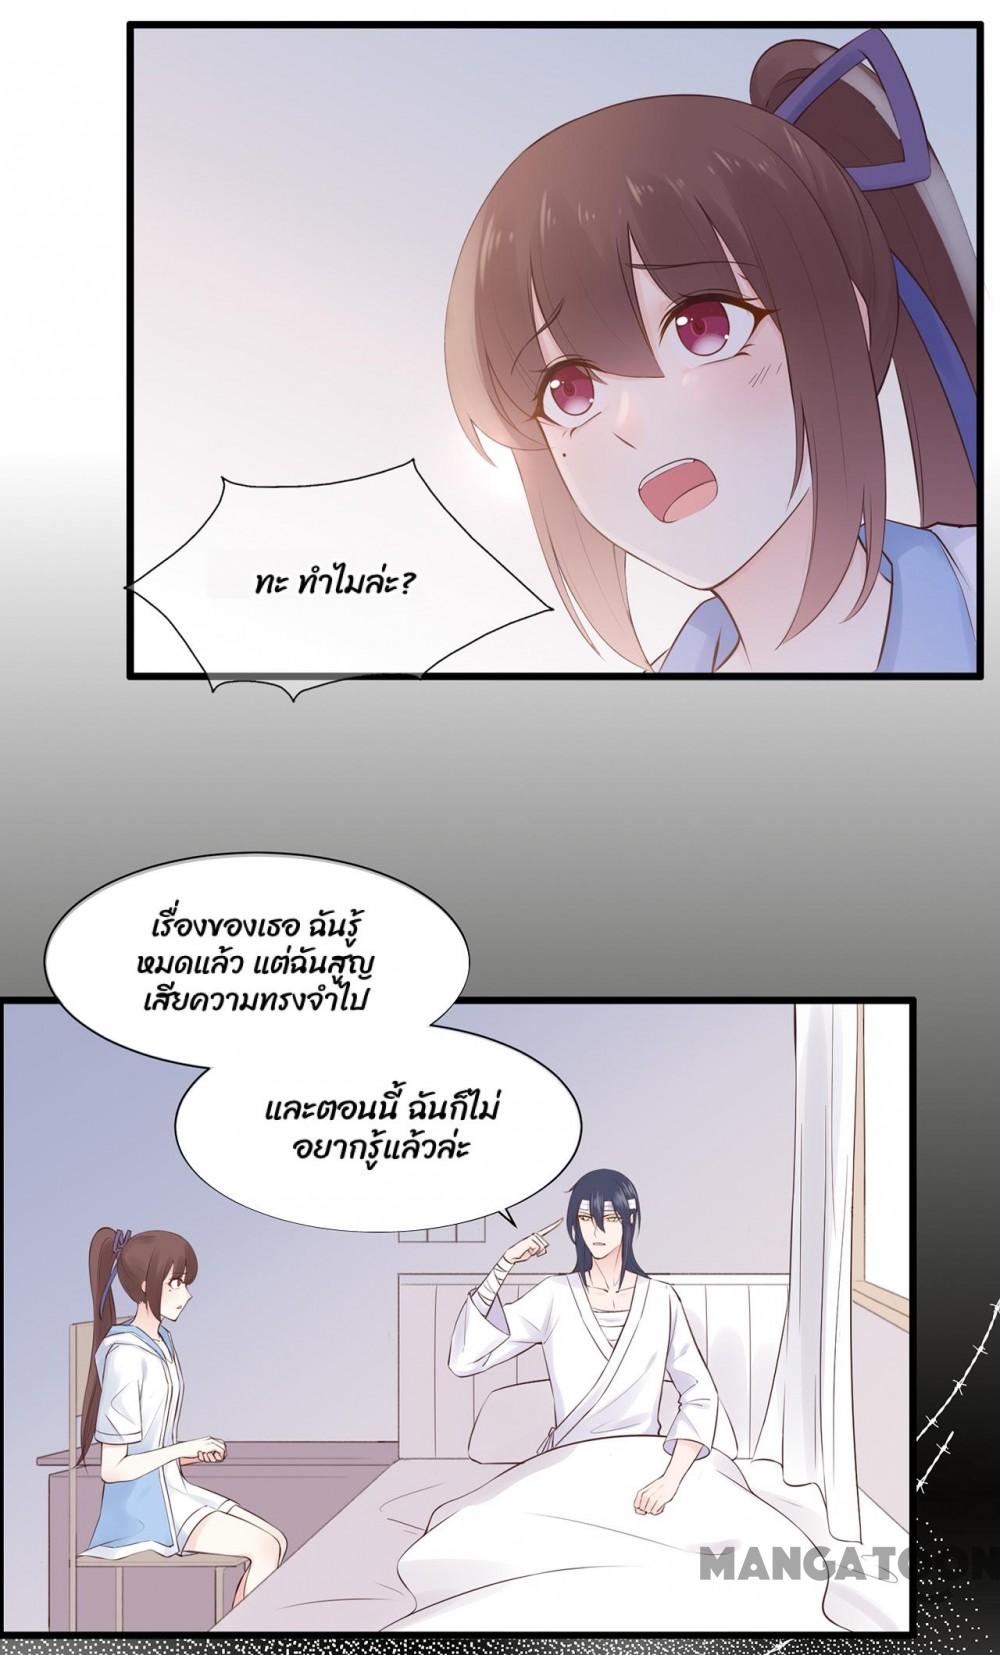 ทะ ทำไมล่ะ?
เรื่องของเธอ ฉันรู้
หมดแล้ว แต่ฉันสูญ
เสียความทรงจำไป
และตอนนี้ ฉันก็ไม่
อยากรู้แล้วล่ะ
MANGATOON